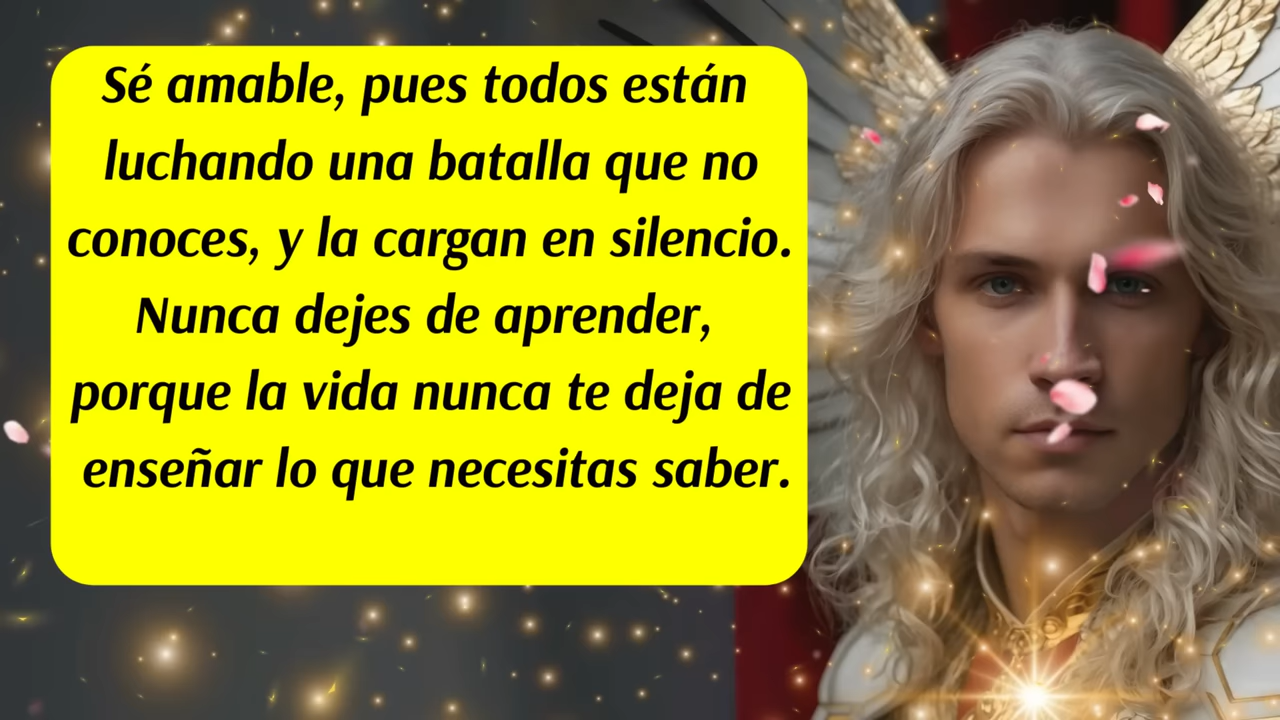 Sé amable, pues todos están
luchando una batalla que no
conoces, y la cargan en silencio.
Nunca dejes de aprender,
porque la vida nunca te deja de
enseñar lo que necesitas saber.